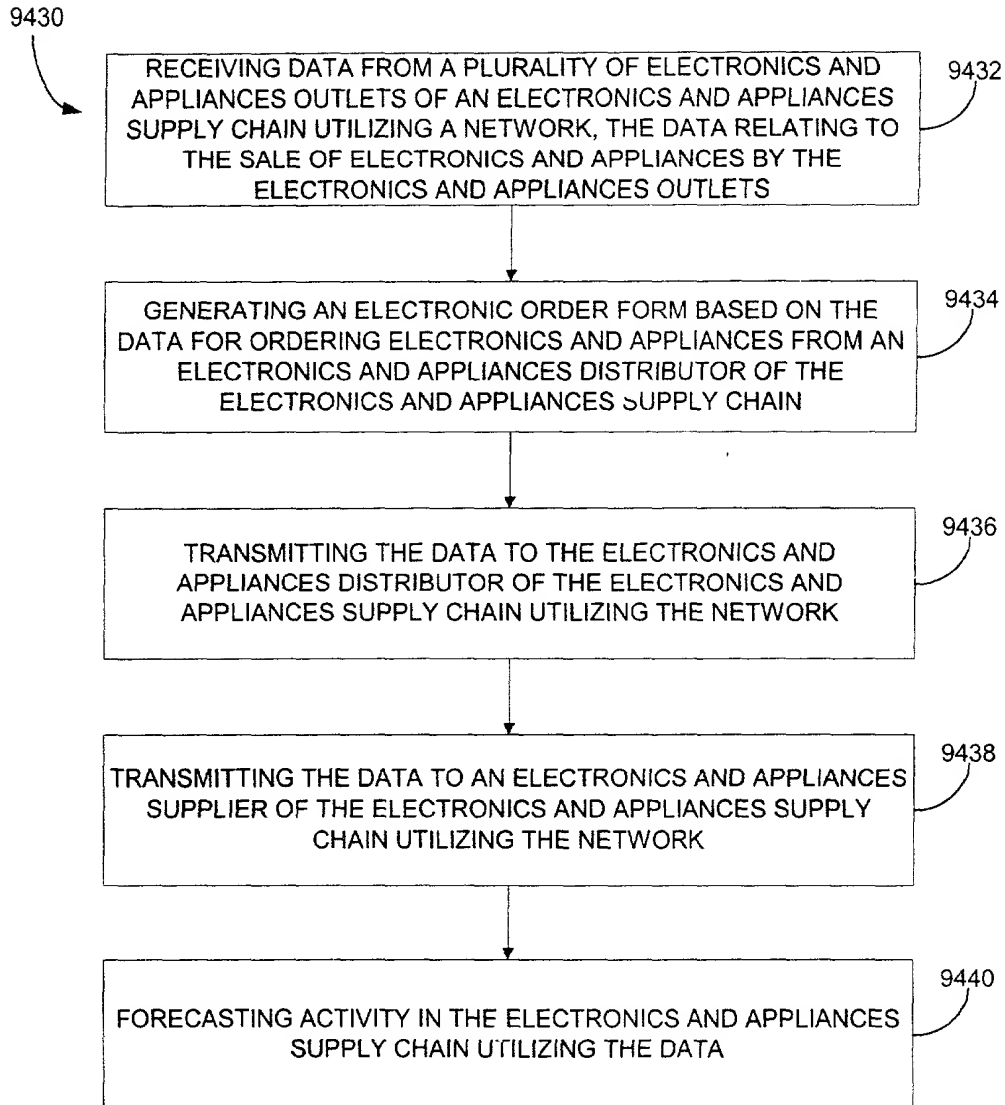 9430
RECEIVING DATA FROM A PLURALITY OF ELECTRONICS AND
APPLIANCES OUTLETS OF AN ELECTRONICS AND APPLIANCES
SUPPLY CHAIN UTILIZING A NETWORK, THE DATA RELATING TO
THE SALE OF ELECTRONICS AND APPLIANCES BY THE
ELECTRONICS AND APPLIANCES OUTLETS
9432
GENERATING AN ELECTRONIC ORDER FORM BASED ON THE
DATA FOR ORDERING ELECTRONICS AND APPLIANCES FROM AN
ELECTRONICS AND APPLIANCES DISTRIBUTOR OF THE
ELECTRONICS AND APPLIANCES SUPPLY CHAIN
9434
TRANSMITTING THE DATA TO THE ELECTRONICS AND
APPLIANCES DISTRIBUTOR OF THE ELECTRONICS AND
APPLIANCES SUPPLY CHAIN UTILIZING THE NETWORK
9436
TRANSMITTING THE DATA TO AN ELECTRONICS AND APPLIANCES
SUPPLIER OF THE ELECTRONICS AND APPLIANCES SUPPLY
CHAIN UTILIZING THE NETWORK
9438
FORECASTING ACTIVITY IN THE ELECTRONICS AND APPLIANCES
SUPPLY CHAIN UTILIZING THE DATA
9440